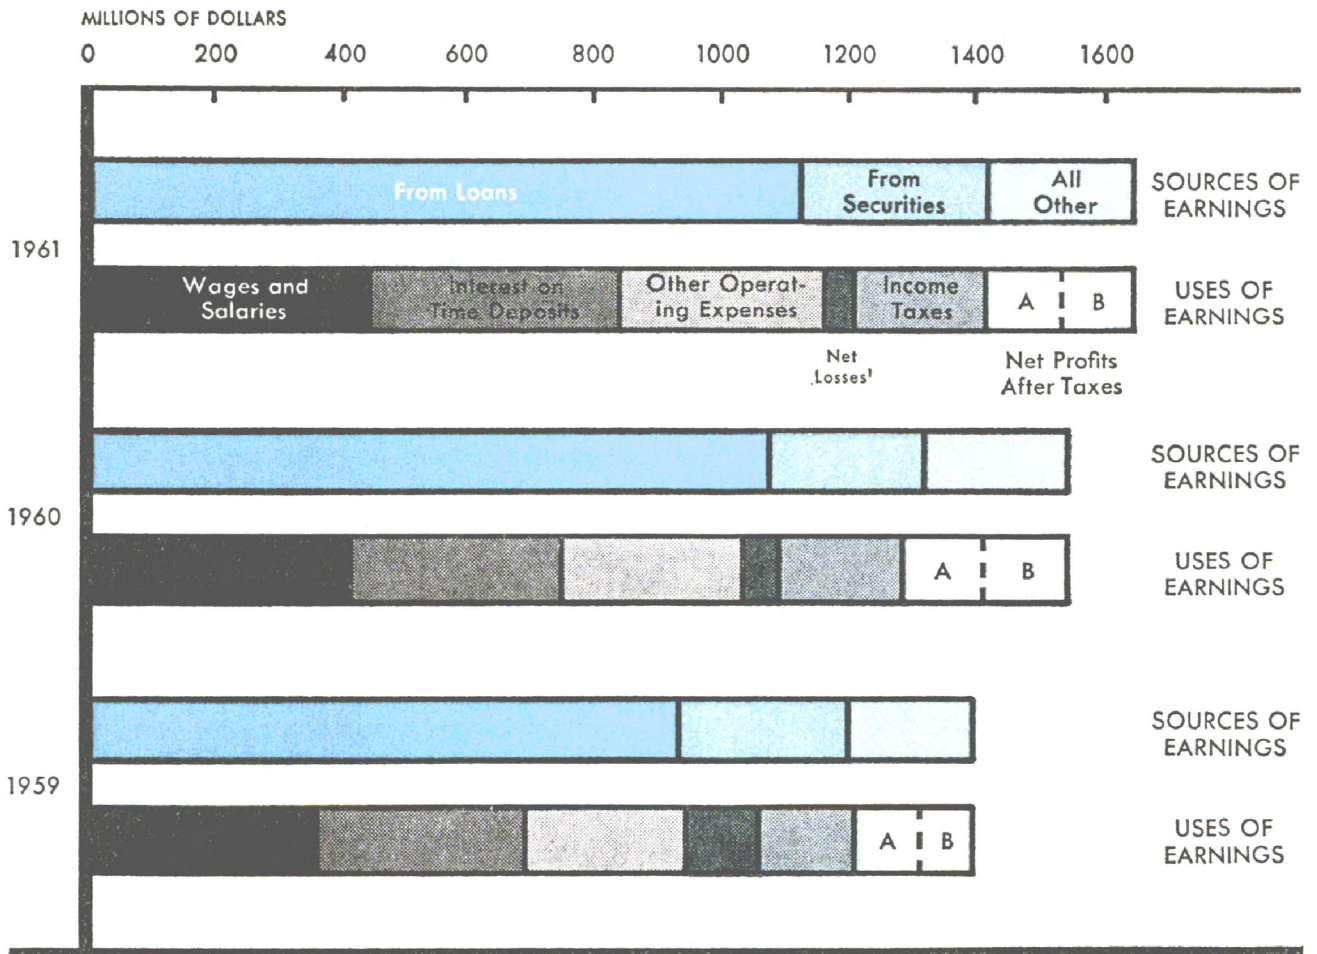 MILLIONS OF DOLLARS
0 200 400 600 800 1000 1200 1400 1600
From Loans
From
Securities
All
Other
SOURCES OF
EARNINGS
1961
Wages and
Salaries
Interest on
Time Deposits
Other Operat-
ing Expenses
Income
Taxes
A B
USES OF
EARNINGS
Net
Losses¹
Net Profits
After Taxes
SOURCES OF
EARNINGS
1960
A B
USES OF
EARNINGS
SOURCES OF
EARNINGS
1959
A B
USES OF
EARNINGS